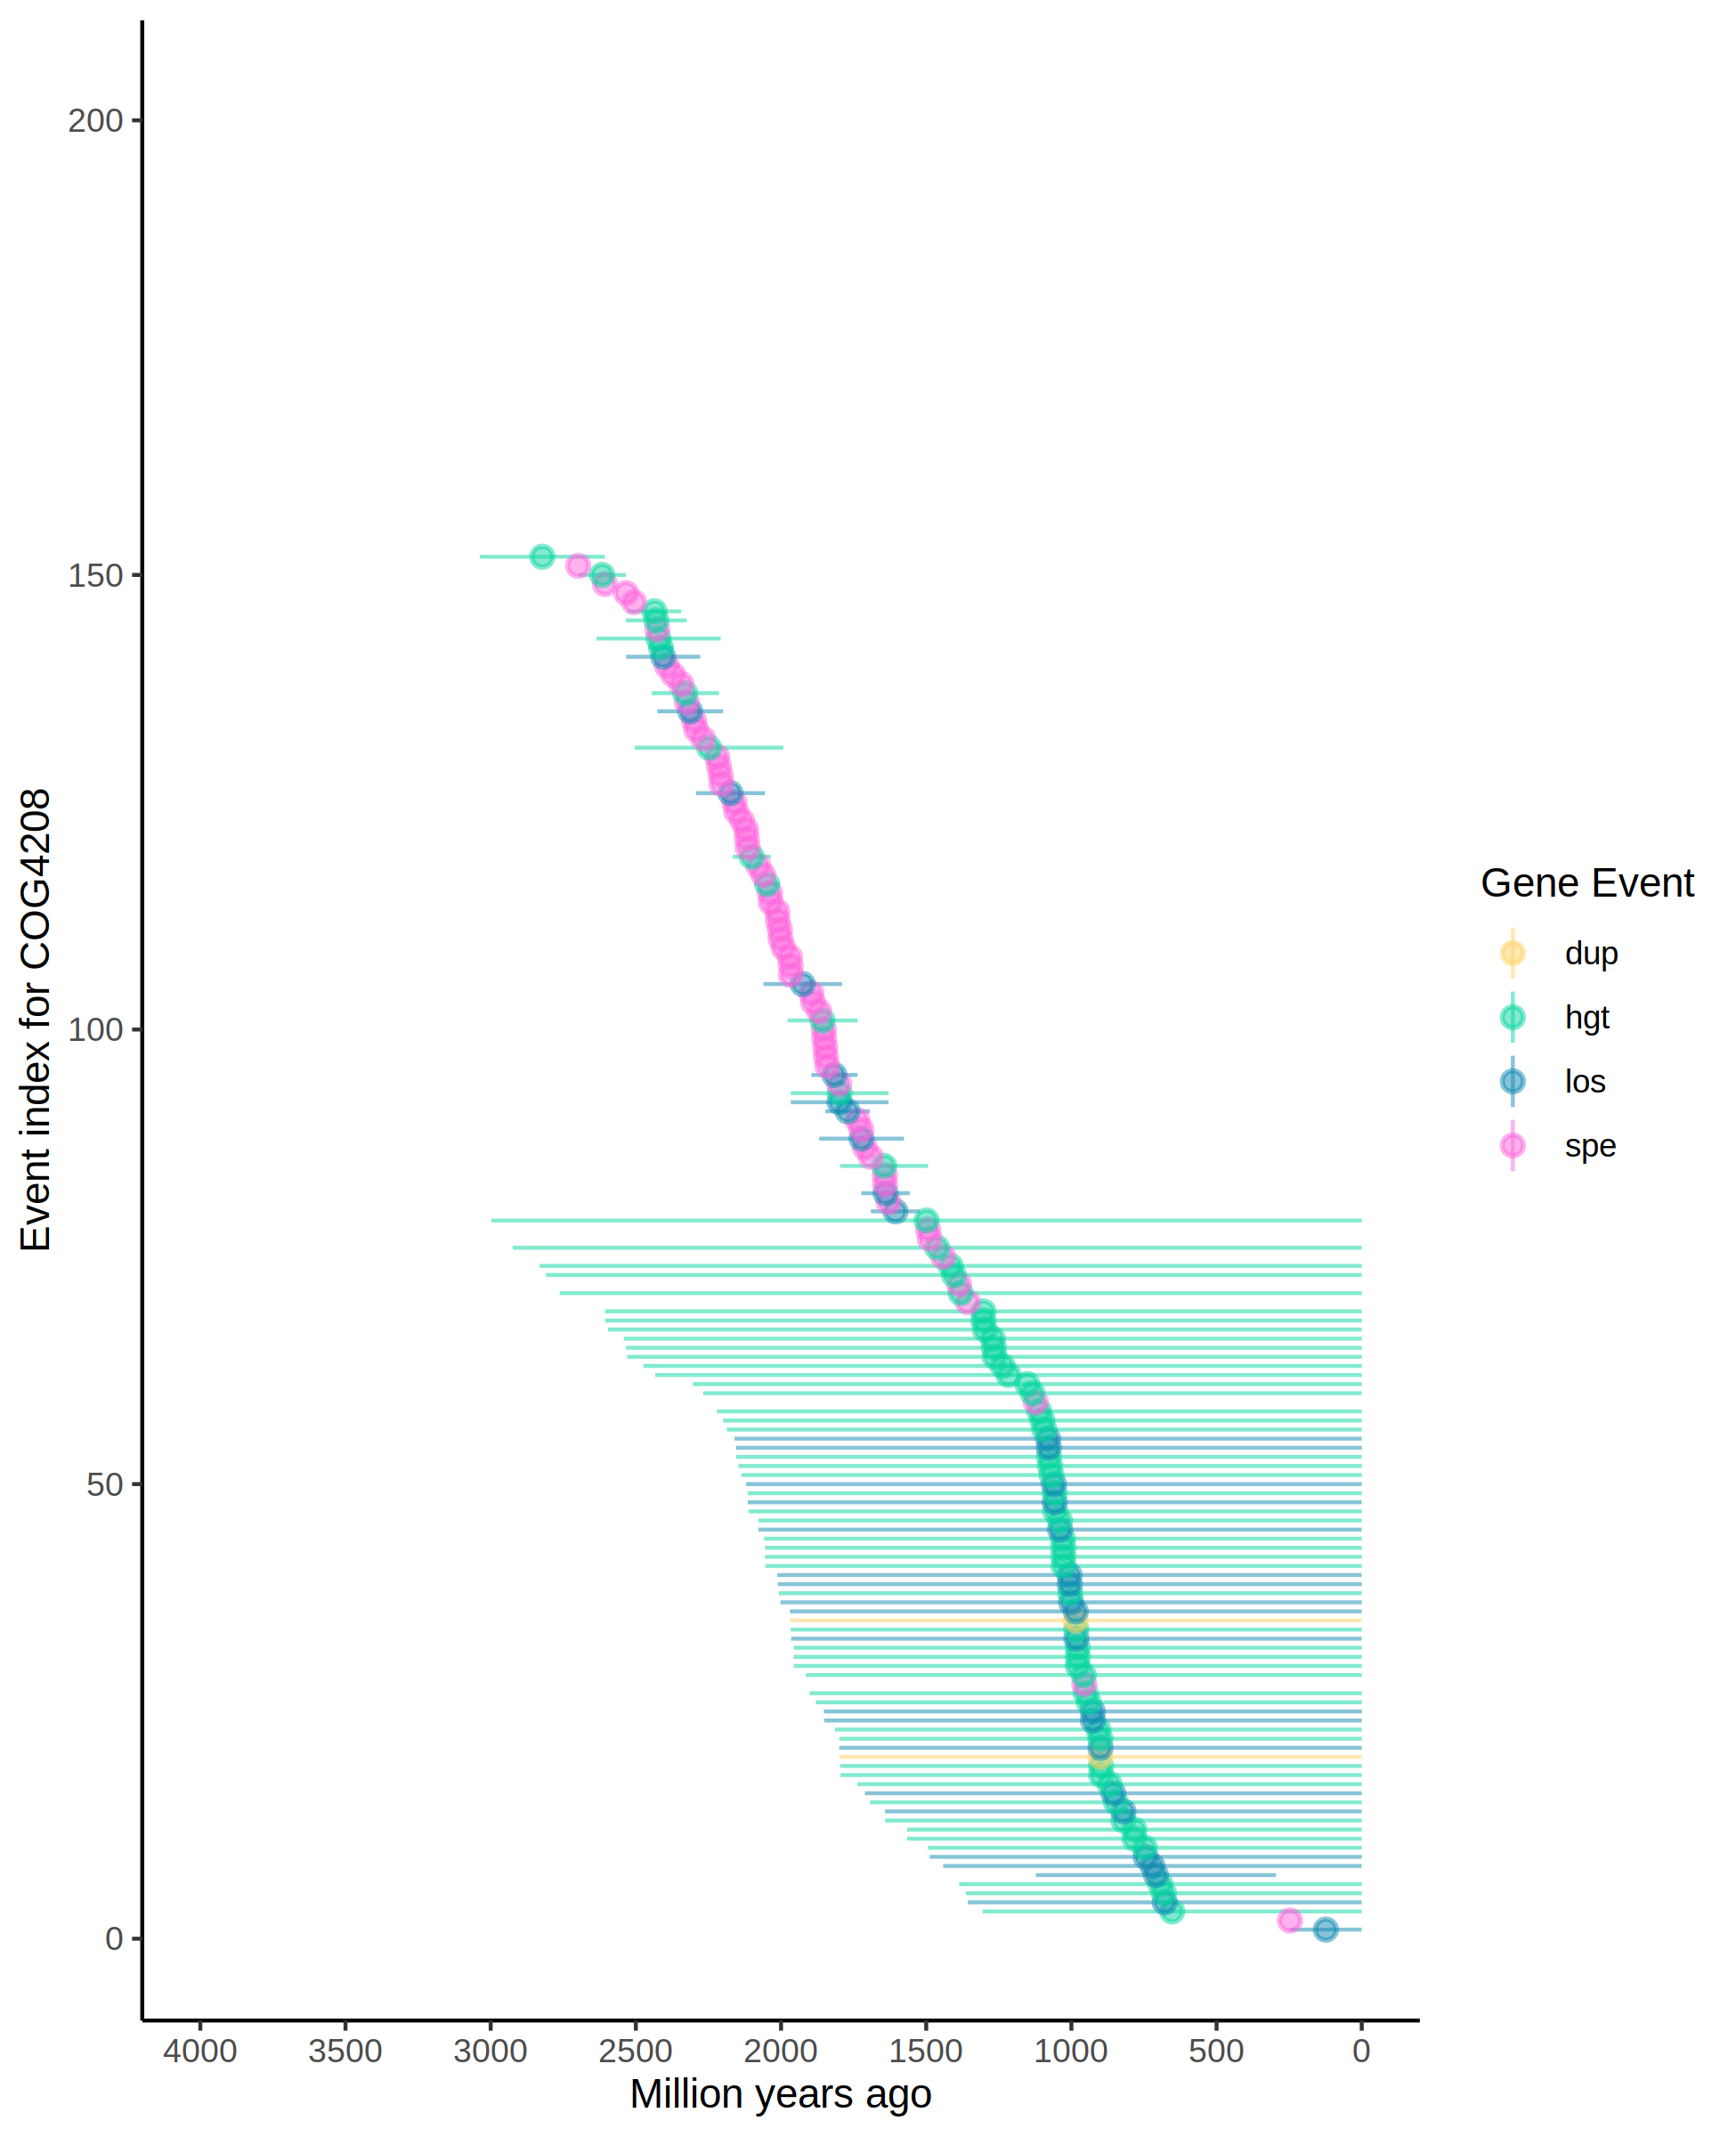 200
150
100
50
0
Event index for COG4208
4000 3500 3000 2500 2000 1500 1000 500 0
Million years ago
Gene Event
dup
hgt
los
spe